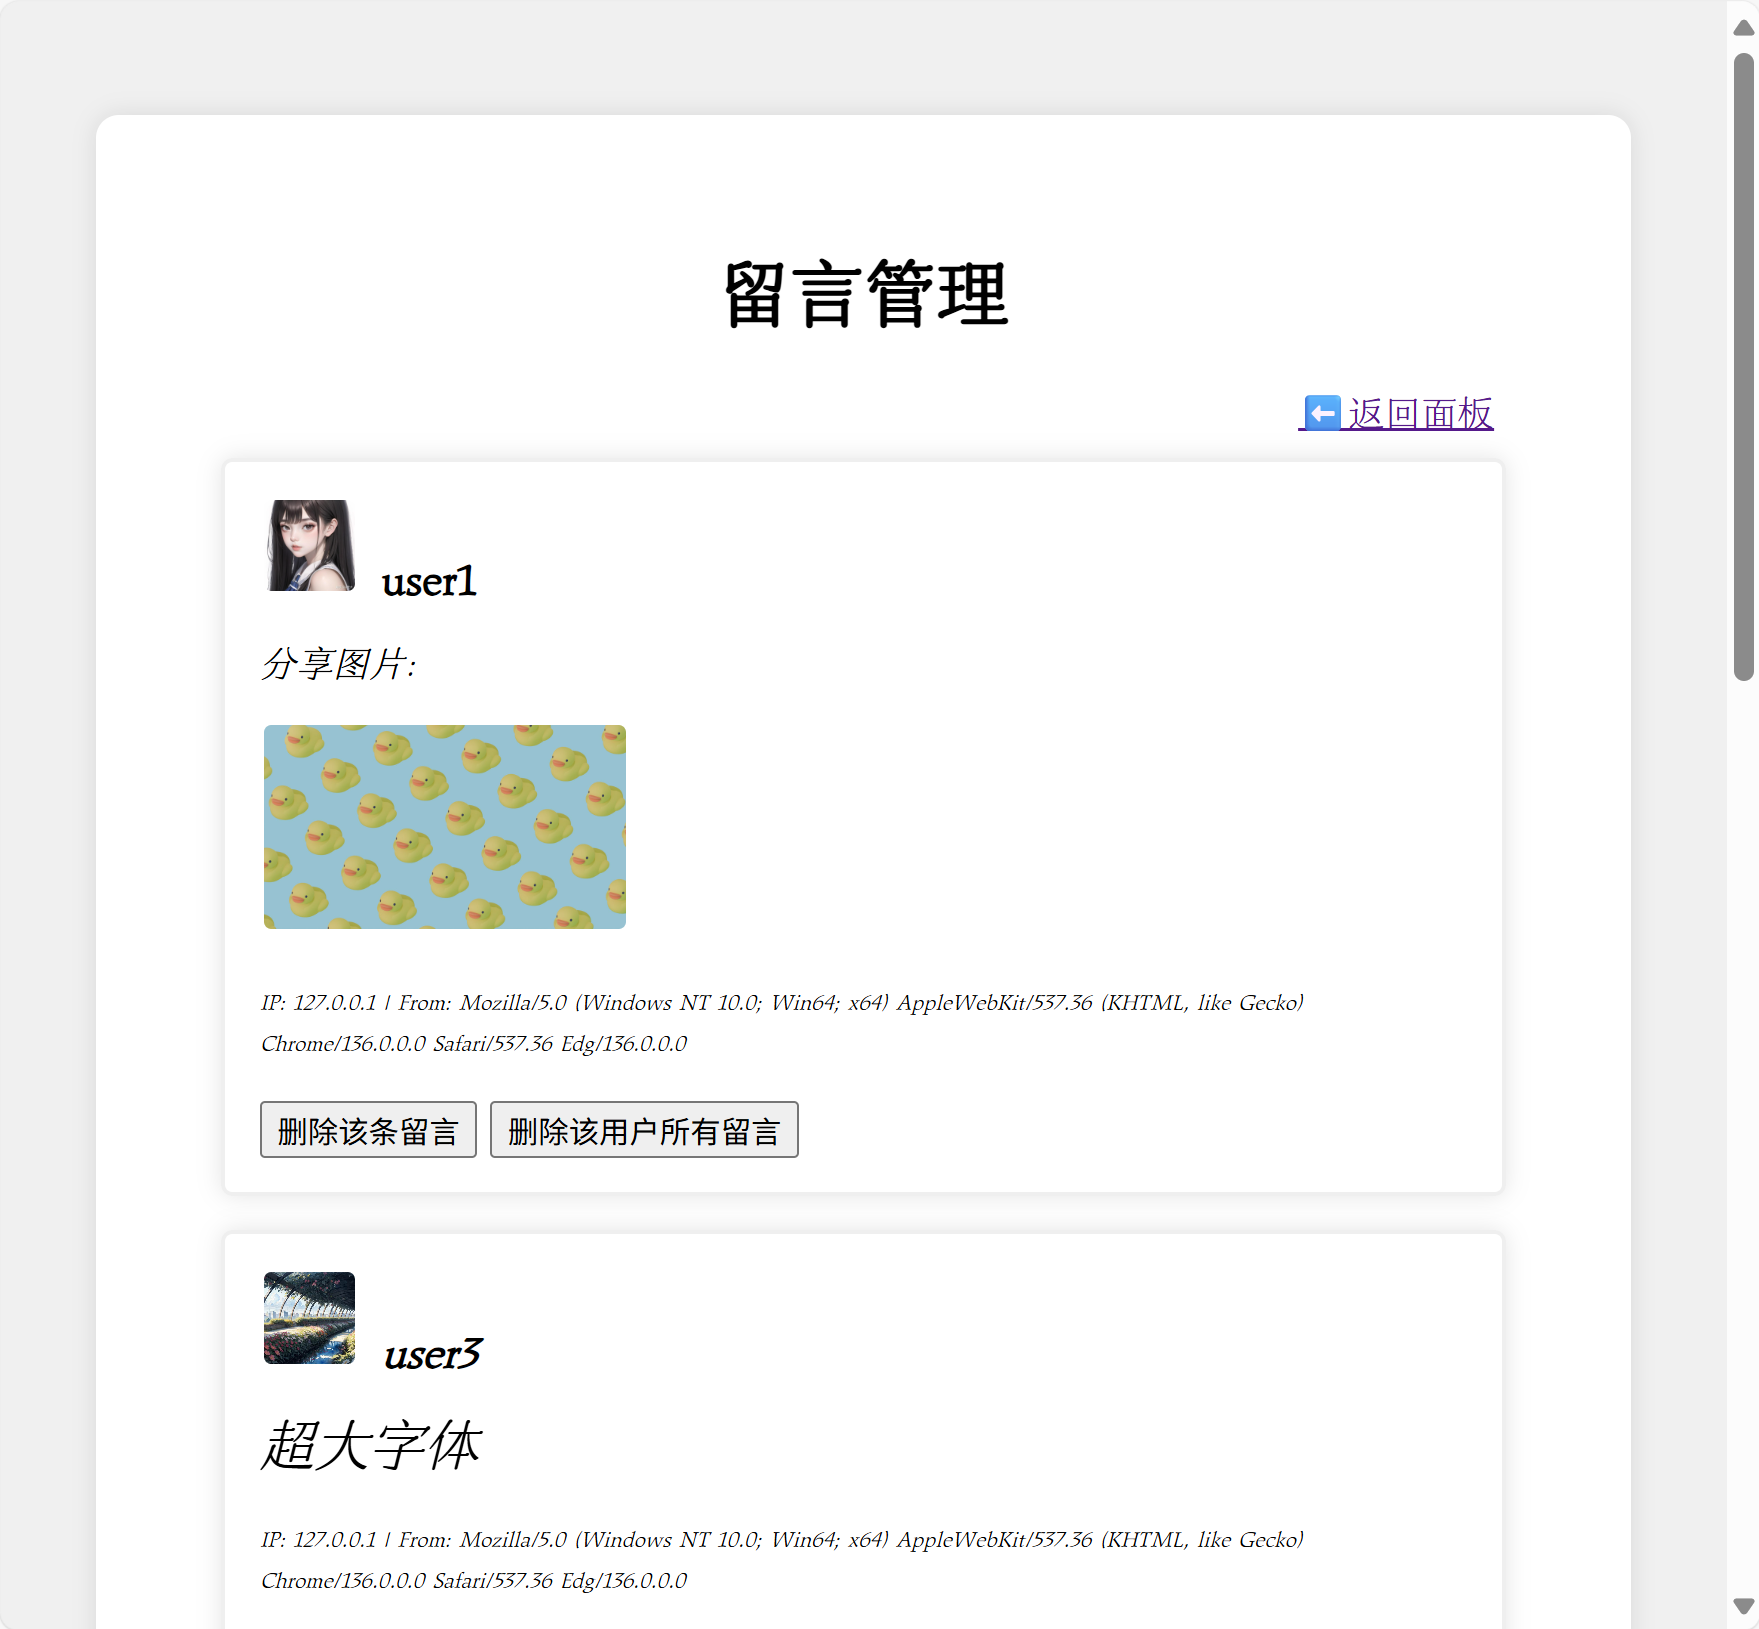 留言管理
⬅️ 返回面板
user1
分享图片:
IP: 127.0.0.1 | From: Mozilla/5.0 (Windows NT 10.0; Win64; x64) AppleWebKit/537.36 (KHTML, like Gecko)
Chrome/136.0.0.0 Safari/537.36 Edg/136.0.0.0
删除该条留言 删除该用户所有留言
user3
超大字体
IP: 127.0.0.1 | From: Mozilla/5.0 (Windows NT 10.0; Win64; x64) AppleWebKit/537.36 (KHTML, like Gecko)
Chrome/136.0.0.0 Safari/537.36 Edg/136.0.0.0